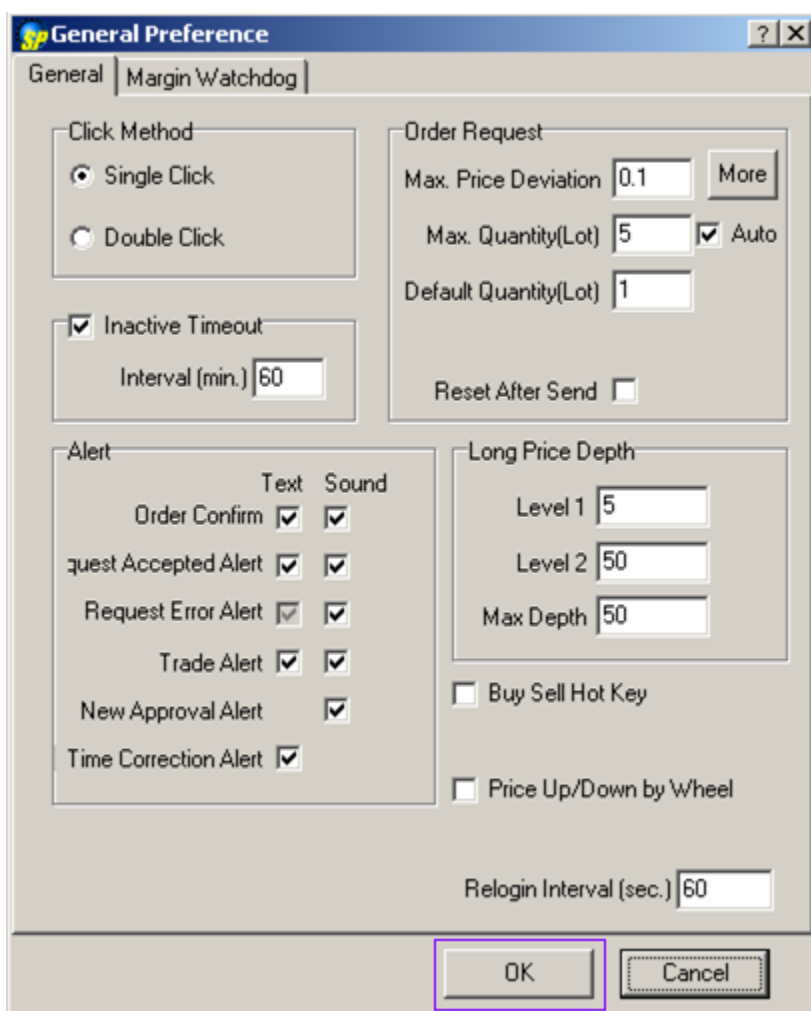 SP General Preference ? X
General Margin Watchdog
Click Method
Single Click
Double Click
Inactive Timeout
Interval (min.) 60
Order Request
Max. Price Deviation 0.1 More
Max. Quantity(Lot) 5 Auto
Default Quantity(Lot) 1
Reset After Send
Alert
Text Sound
Order Confirm
quest Accepted Alert
Request Error Alert
Trade Alert
New Approval Alert
Time Correction Alert
Long Price Depth
Level 1 5
Level 2 50
Max Depth 50
Buy Sell Hot Key
Price Up/Down by Wheel
Relogin Interval (sec.) 60
OK Cancel